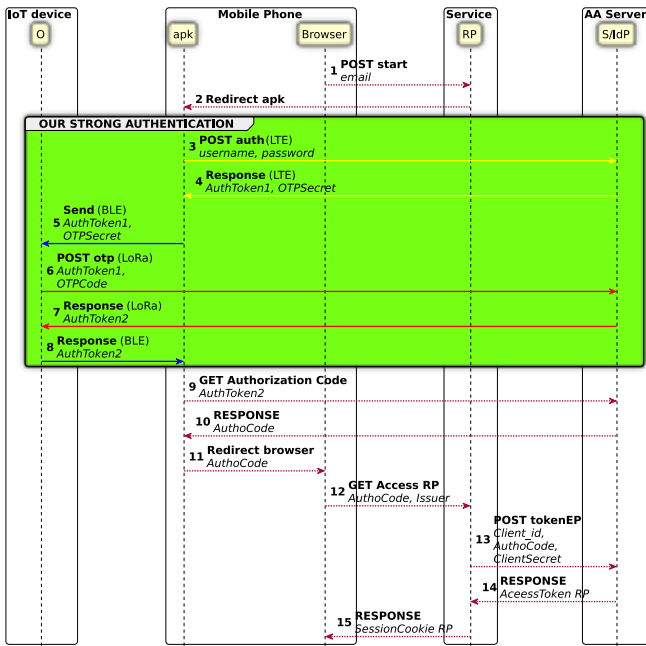 IoT device
Mobile Phone
Service
AA Server
O
apk
Browser
RP
S/IdP
1 POST start
email
2 Redirect apk
OUR STRONG AUTHENTICATION
3 POST auth (LTE)
username, password
4 Response (LTE)
AuthToken1, OTPSecret
Send (BLE)
5 AuthToken1,
OTPSecret
POST otp (LoRa)
6 AuthToken1,
OTPCode
7 Response (LoRa)
AuthToken2
8 Response (BLE)
AuthToken2
9 GET Authorization Code
AuthToken2
10 RESPONSE
AuthoCode
11 Redirect browser
AuthoCode
12 GET Access RP
AuthoCode, Issuer
POST tokenEP
Client_id,
13 AuthoCode,
ClientSecret
14 RESPONSE
AceessToken RP
15 RESPONSE
SessionCookie RP